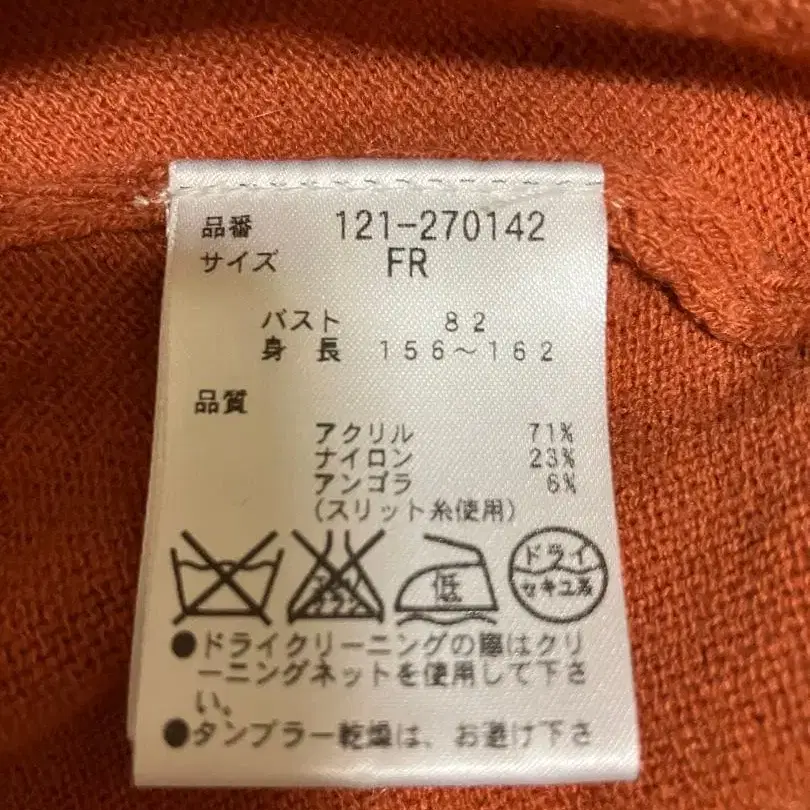 品番 121-270142
サイズ FR
バスト 82
身長 156～162
品質
アクリル 71%
ナイロン 23%
アンゴラ 6%
(スリット糸使用)
低
ドライ
セキユ系
●ドライクリーニングの際はクリ
ーニングネットを使用して下さ
い。
●タンブラー乾燥は、お避け下さ